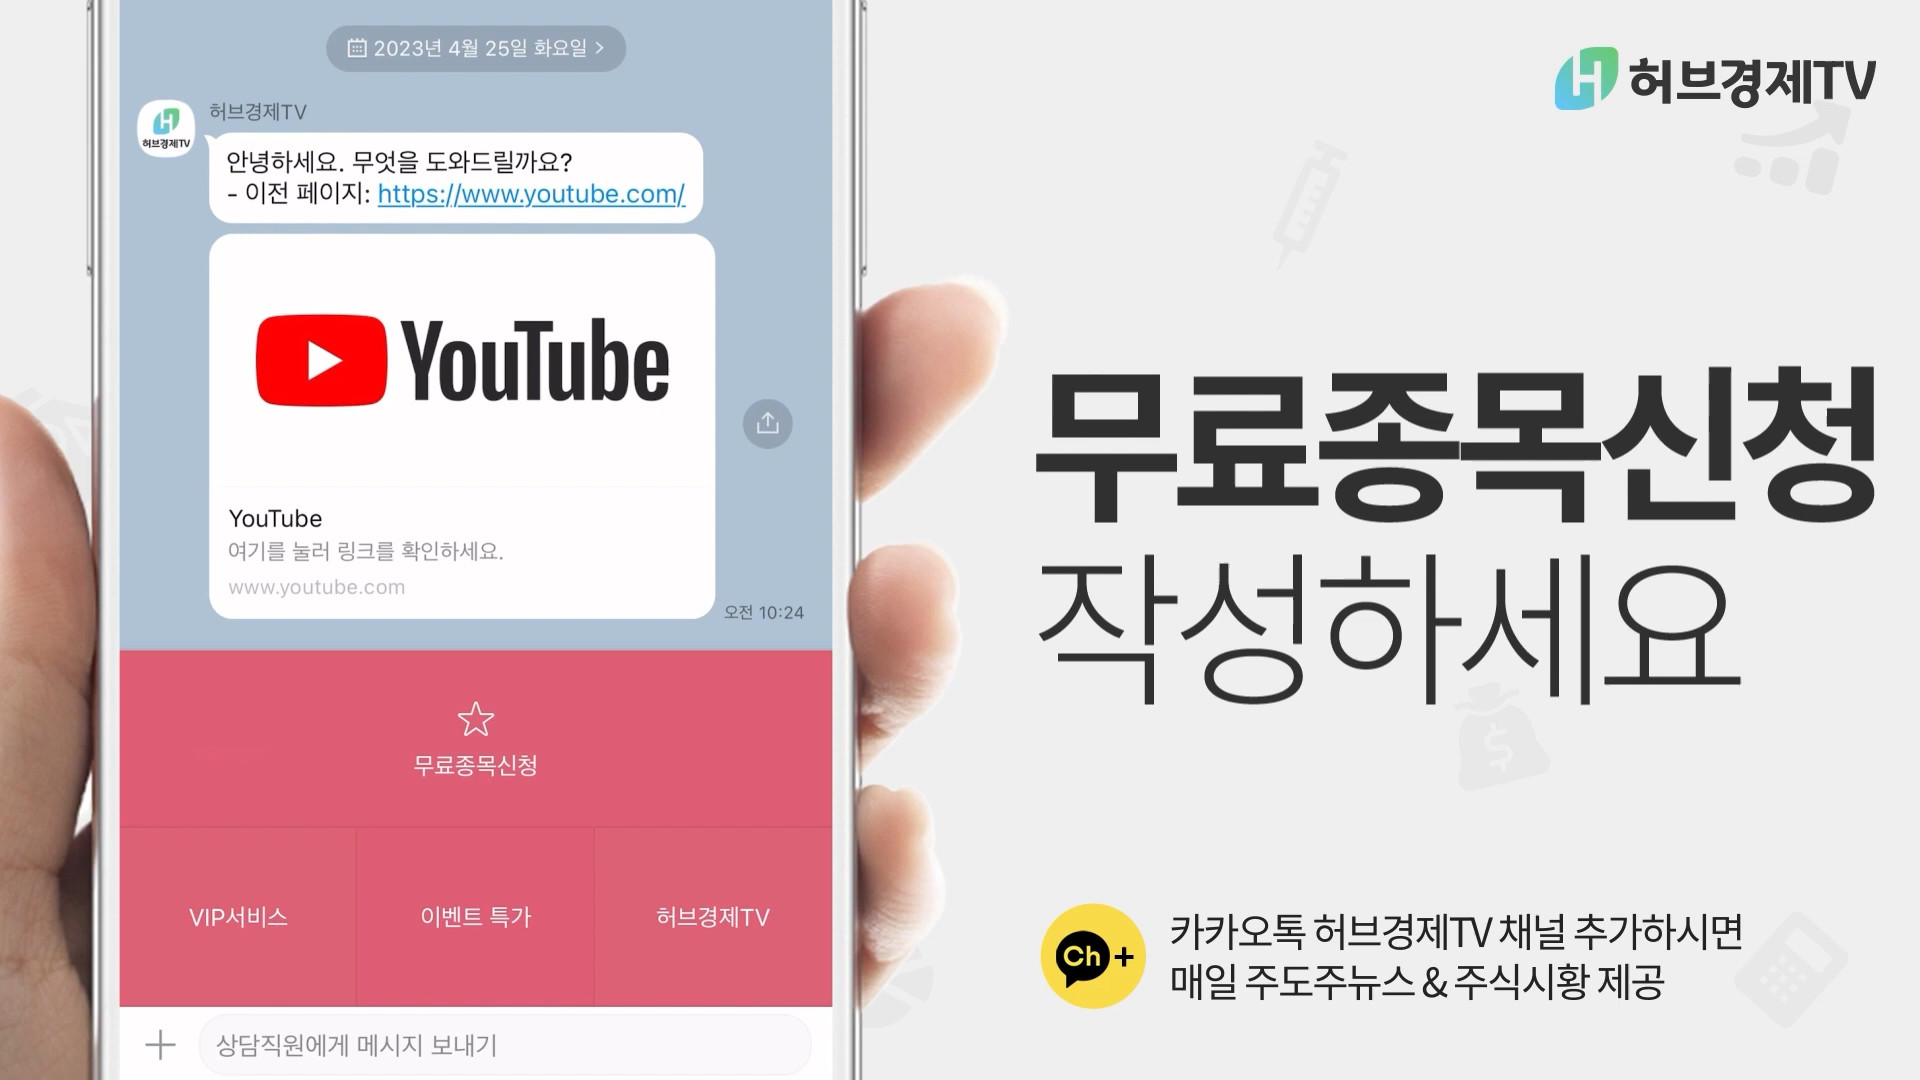 2023년 4월 25일 화요일 >
허브경제TV
허브경제TV
안녕하세요. 무엇을 도와드릴까요?
- 이전 페이지: https://www.youtube.com/
YouTube
YouTube
여기를 눌러 링크를 확인하세요.
www.youtube.com
오전 10:24
무료종목신청
VIP서비스
이벤트 특가
허브경제TV
상담직원에게 메시지 보내기
허브경제TV
무료종목신청
작성하세요
Ch+
카카오톡 허브경제TV 채널 추가하시면
매일 주도주뉴스 & 주식시황 제공